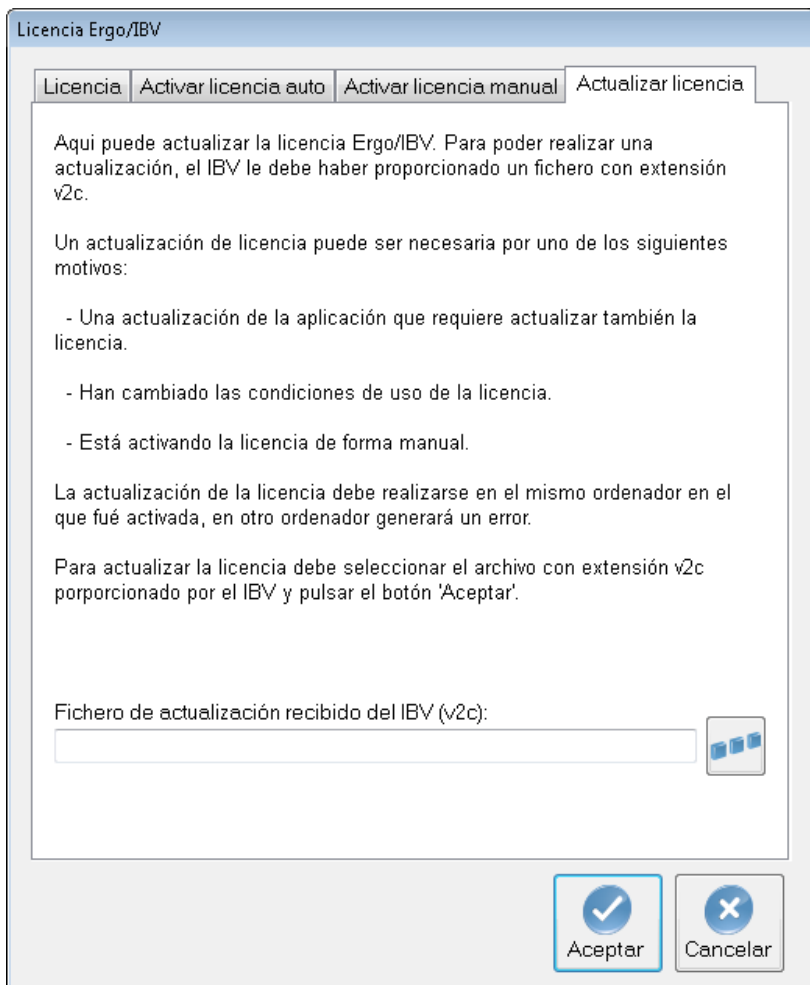 Licencia Ergo/IBV
Licencia Activar licencia auto Activar licencia manual Actualizar licencia
Aqui puede actualizar la licencia Ergo/IBV. Para poder realizar una
actualización, el IBV le debe haber proporcionado un fichero con extensión
v2c.
Un actualización de licencia puede ser necesaria por uno de los siguientes
motivos:
- Una actualización de la aplicación que requiere actualizar también la
licencia.
- Han cambiado las condiciones de uso de la licencia.
- Está activando la licencia de forma manual.
La actualización de la licencia debe realizarse en el mismo ordenador en el
que fué activada, en otro ordenador generará un error.
Para actualizar la licencia debe seleccionar el archivo con extensión v2c
porporcionado por el IBV y pulsar el botón 'Aceptar'.
Fichero de actualización recibido del IBV (v2c):
Aceptar Cancelar